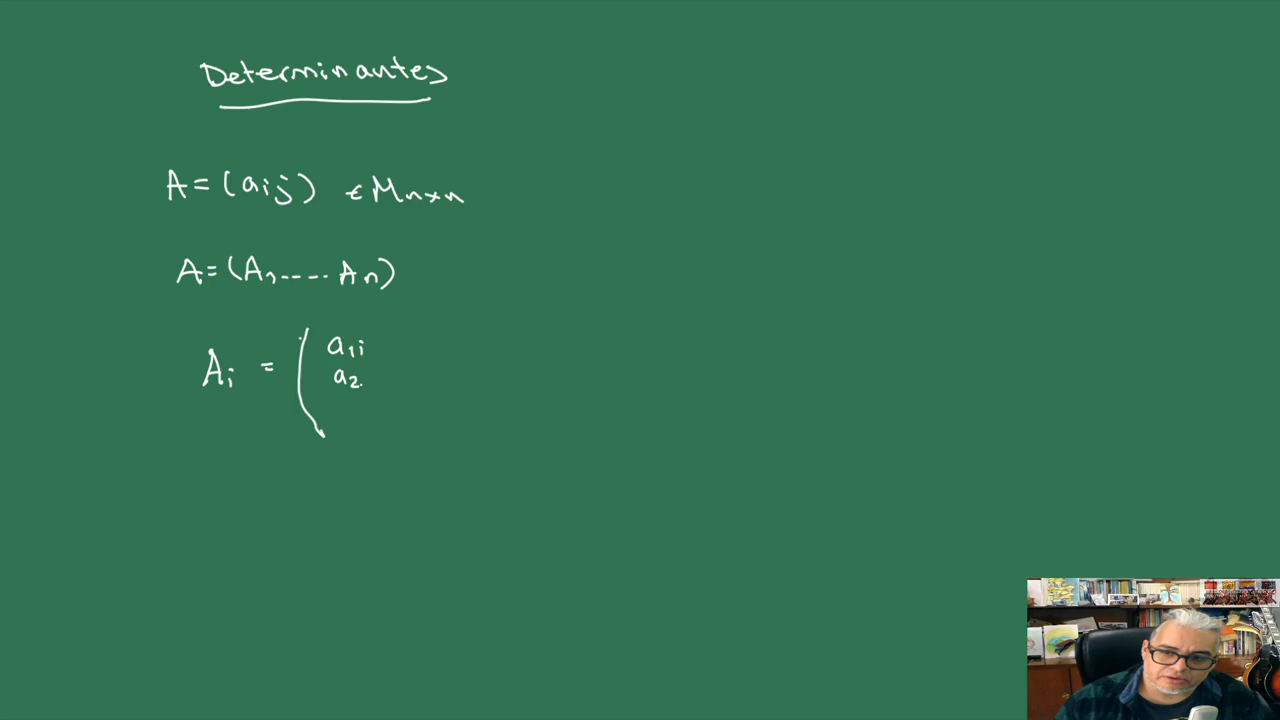 Determinantes
A = (aij) ∈ Mn×n
A = (A1 .... An)
Ai = ( a1i
a2